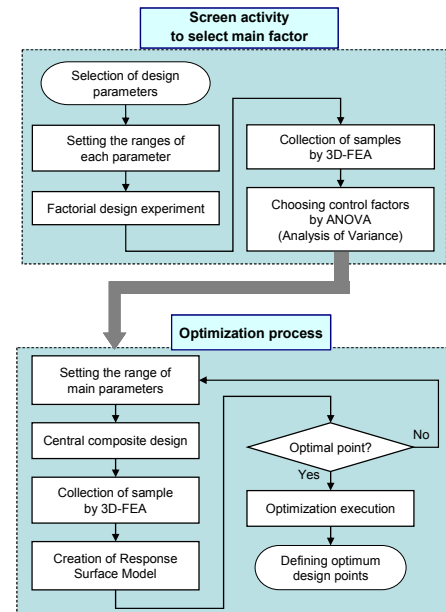 Screen activity
to select main factor
Selection of design
parameters
Setting the ranges of
each parameter
Factorial design experiment
Collection of samples
by 3D-FEA
Choosing control factors
by ANOVA
(Analysis of Variance)
Optimization process
Setting the range of
main parameters
Central composite design
Collection of sample
by 3D-FEA
Creation of Response
Surface Model
Optimal point?
No
Yes
Optimization execution
Defining optimum
design points